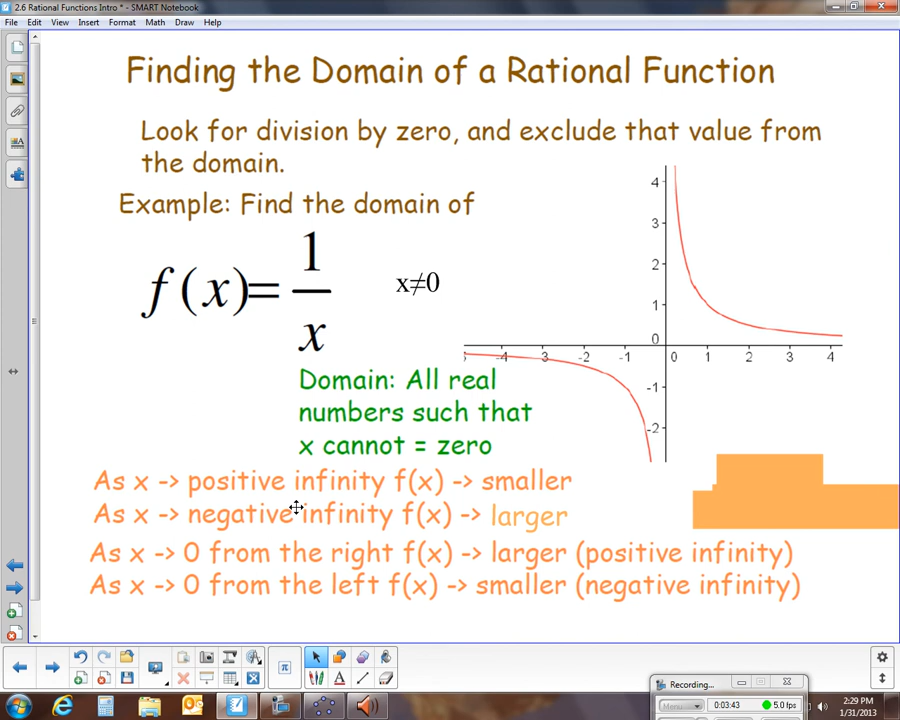 2.6 Rational Functions Intro * - SMART Notebook
File Edit View Insert Format Math Draw Help
Finding the Domain of a Rational Function
Look for division by zero, and exclude that value from
the domain.
Example: Find the domain of
f(x)= 1/x
x≠0
4
3
2
1
0
-4 -3 -2 -1 0 1 2 3 4
-1
-2
Domain: All real
numbers such that
x cannot = zero
As x -> positive infinity f(x) -> smaller
As x -> negative infinity f(x) -> larger
As x -> 0 from the right f(x) -> larger (positive infinity)
As x -> 0 from the left f(x) -> smaller (negative infinity)
Recording...
Menu
00:03:43 5.0 fps
2:29 PM
1/31/2013